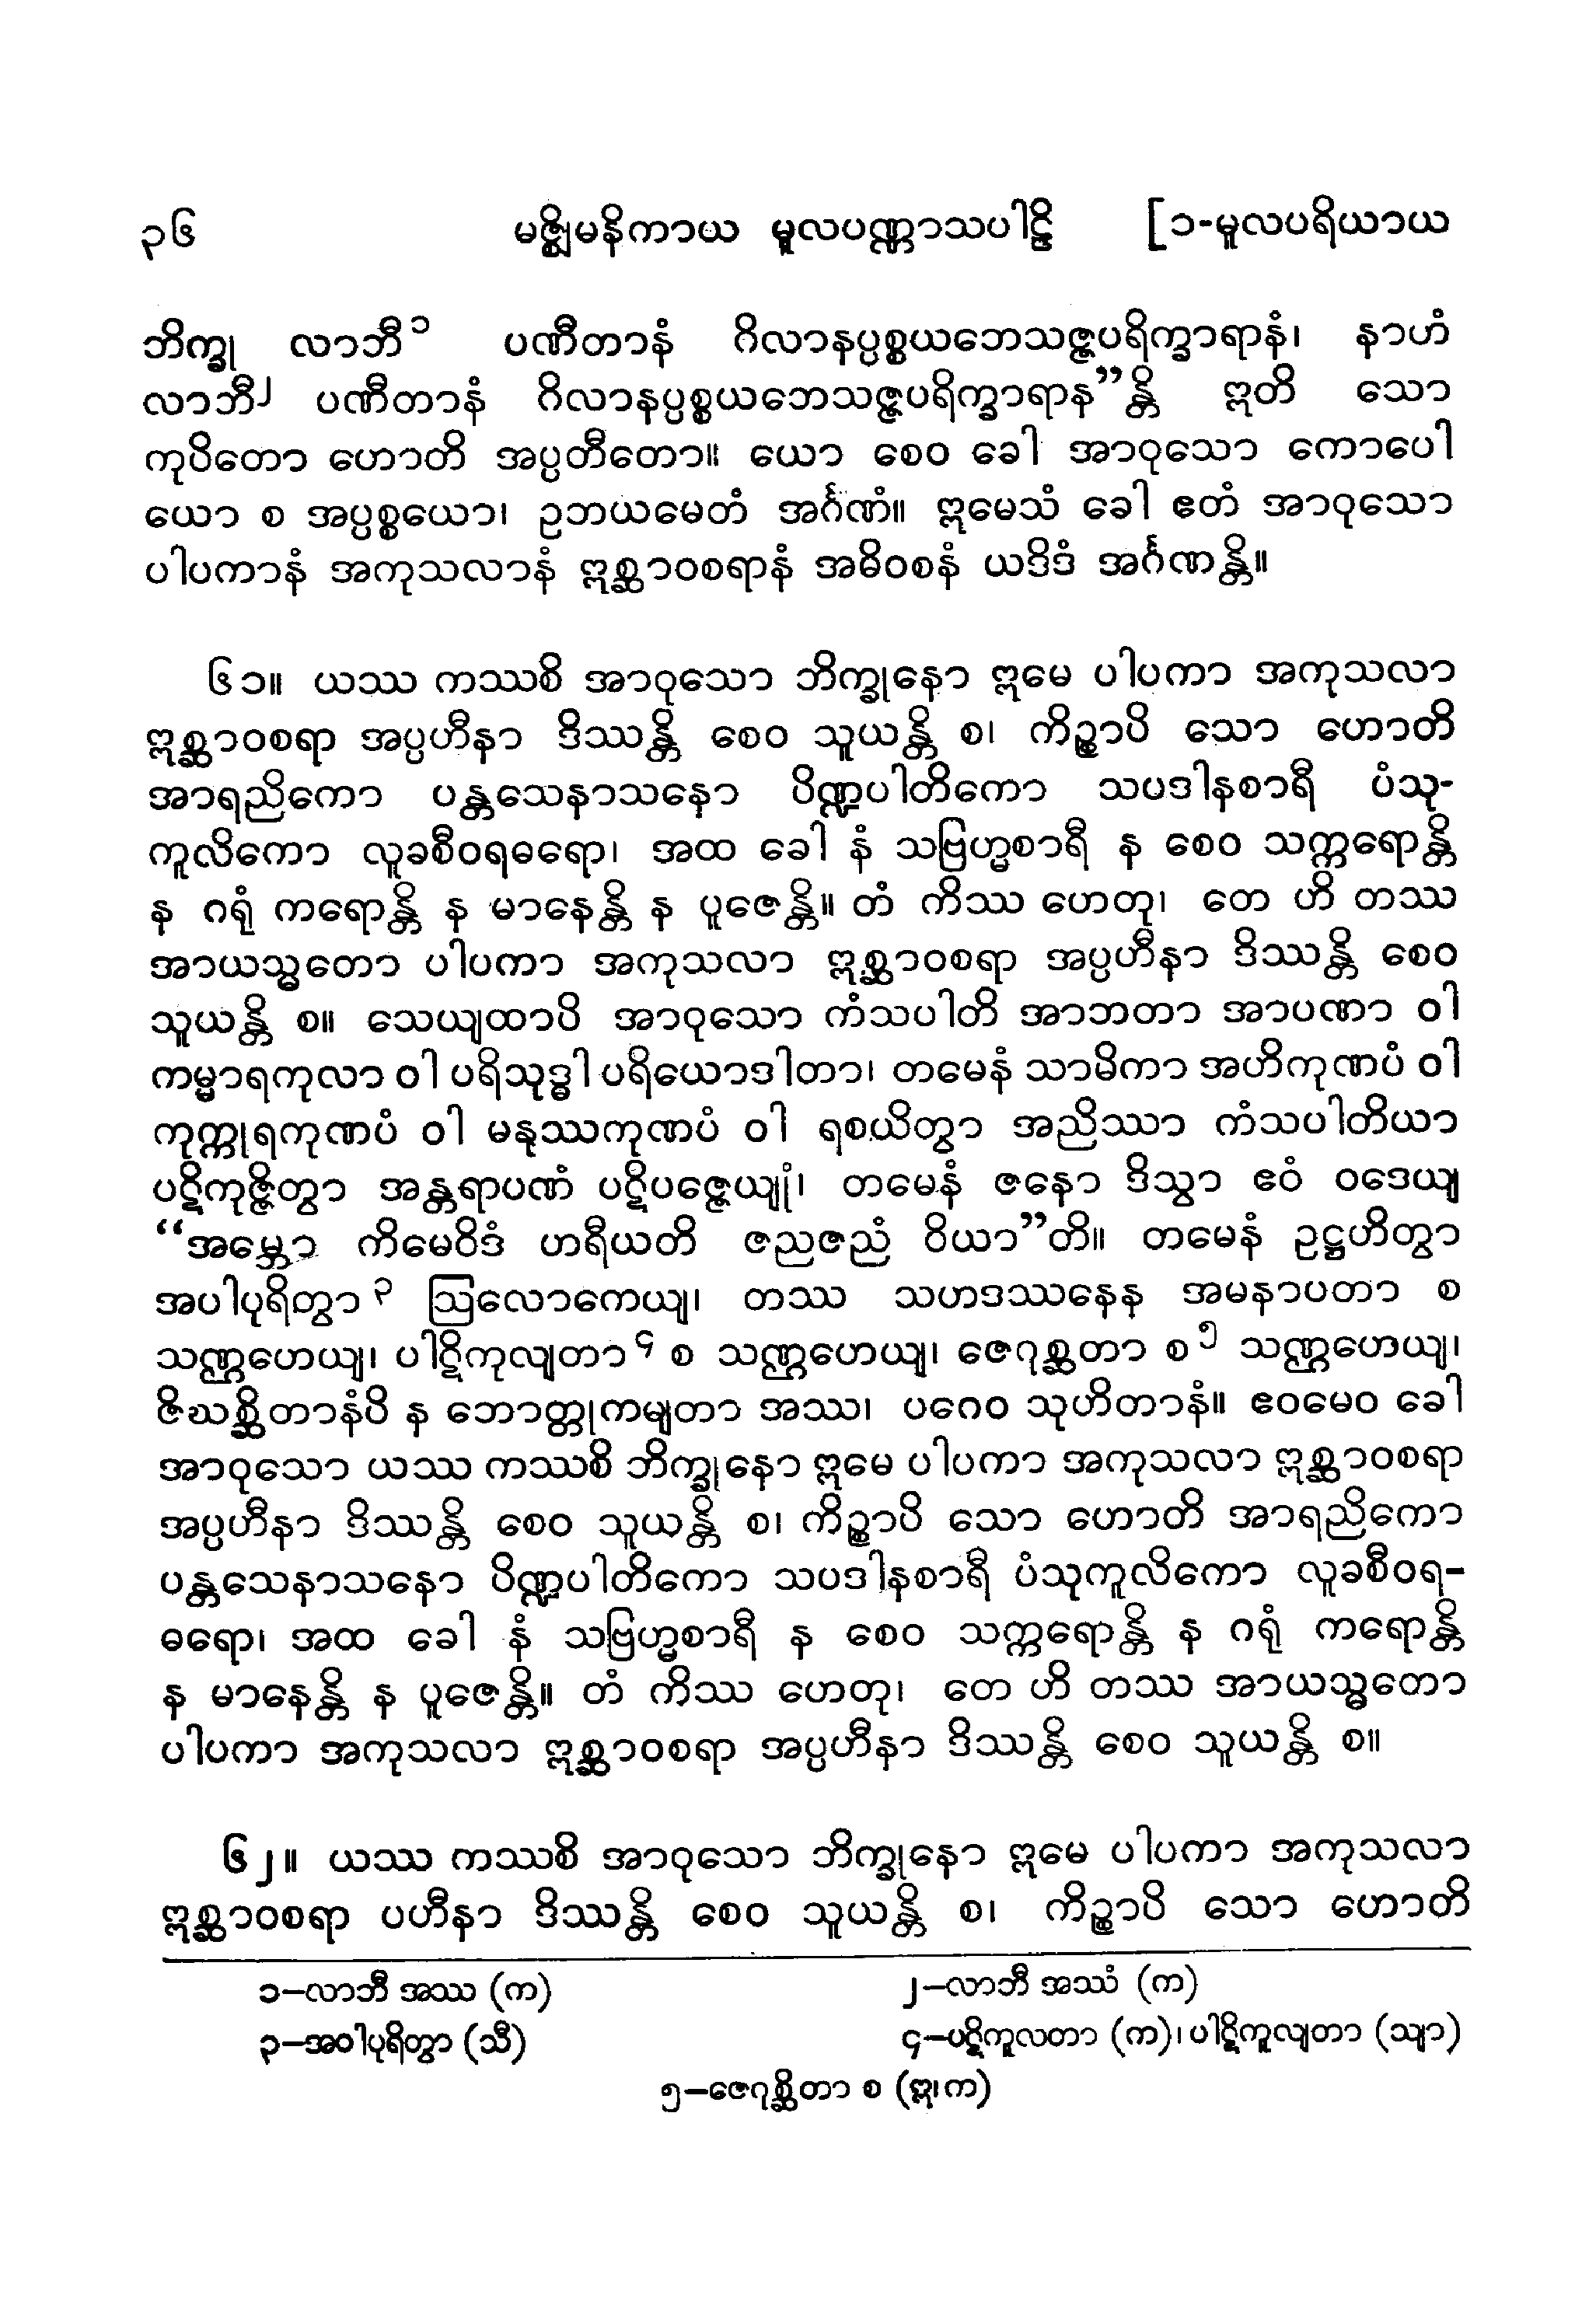 ၃၆ မဇ္ဈိမနိကာယ မူလပဏ္ဏာသပါဠိ [၁-မူလပရိယာယ
ဘိက္ခု လာဘီ၁ ပဏီတာနံ ဂိလာနပ္ပစ္စယဘေသဇ္ဇပရိက္ခာရာနံ၊ နာဟံ
လာဘီ၂ ပဏီတာနံ ဂိလာနပ္ပစ္စယဘေသဇ္ဇပရိက္ခာရာန”န္တိ ဣတိ သော
ကုပိတော ဟောတိ အပ္ပတီတော။ ယော စေဝ ခေါ အာဝုသော ကောပေါ
ယော စ အပ္ပစ္စယော၊ ဥဘယမေတံ အင်္ဂဏံ။ ဣမေသံ ခေါ ဧတံ အာဝုသော
ပါပကာနံ အကုသလာနံ ဣစ္ဆာဝစရာနံ အဓိဝစနံ ယဒိဒံ အင်္ဂဏန္တိ။
၆၁။ ယဿ ကဿစိ အာဝုသော ဘိက္ခုနော ဣမေ ပါပကာ အကုသလာ
ဣစ္ဆာဝစရာ အပ္ပဟီနာ ဒိဿန္တိ စေဝ သူယန္တိ စ၊ ကိဉ္စာပိ သော ဟောတိ
အာရညိကော ပန္တသေနာသနော ပိဏ္ဍပါတိကော သပဒါနစာရီ ပံသု-
ကူလိကော လူခစီဝရဓရော၊ အထ ခေါ နံ သဗြဟ္မစာရီ န စေဝ သက္ကရောန္တိ
န ဂရုံ ကရောန္တိ န မာနေန္တိ န ပူဇေန္တိ။ တံ ကိဿ ဟေတု၊ တေ ဟိ တဿ
အာယသ္မတော ပါပကာ အကုသလာ ဣစ္ဆာဝစရာ အပ္ပဟီနာ ဒိဿန္တိ စေဝ
သူယန္တိ စ။ သေယျထာပိ အာဝုသော ကံသပါတိ အာဘတာ အာပဏာ ဝါ
ကမ္မာရကုလာ ဝါ ပရိသုဒ္ဓါ ပရိယောဒါတာ၊ တမေနံ သာမိကာ အဟိကုဏပံ ဝါ
ကုက္ကုရကုဏပံ ဝါ မနုဿကုဏပံ ဝါ ရစယိတွာ အညိဿာ ကံသပါတိယာ
ပဋိကုဇ္ဇိတွာ အန္တရာပဏံ ပဋိပဇ္ဇေယျုံ၊ တမေနံ ဇနော ဒိသွာ ဧဝံ ဝဒေယျ
“အမ္ဘော ကိမေဝိဒံ ဟရီယတိ ဇညဇညံ ဝိယာ”တိ။ တမေနံ ဥဋ္ဌဟိတွာ
အပါပုရိတွာ၃ ဩလောကေယျ၊ တဿ သဟဒဿနေန အမနာပတာ စ
သဏ္ဌဟေယျ၊ ပါဋိကုလျတာ၄ စ သဏ္ဌဟေယျ၊ ဇေဂုစ္ဆတာ စ၅ သဏ္ဌဟေယျ၊
ဇိဃစ္ဆိတာနံပိ န ဘောတ္တုကမျတာ အဿ၊ ပဂေဝ သုဟိတာနံ။ ဧဝမေဝ ခေါ
အာဝုသော ယဿ ကဿစိ ဘိက္ခုနော ဣမေ ပါပကာ အကုသလာ ဣစ္ဆာဝစရာ
အပ္ပဟီနာ ဒိဿန္တိ စေဝ သူယန္တိ စ၊ ကိဉ္စာပိ သော ဟောတိ အာရညိကော
ပန္တသေနာသနော ပိဏ္ဍပါတိကော သပဒါနစာရီ ပံသုကူလိကော လူခစီဝရ-
ဓရော၊ အထ ခေါ နံ သဗြဟ္မစာရီ န စေဝ သက္ကရောန္တိ န ဂရုံ ကရောန္တိ
န မာနေန္တိ န ပူဇေန္တိ။ တံ ကိဿ ဟေတု၊ တေ ဟိ တဿ အာယသ္မတော
ပါပကာ အကုသလာ ဣစ္ဆာဝစရာ အပ္ပဟီနာ ဒိဿန္တိ စေဝ သူယန္တိ စ။
၆၂။ ယဿ ကဿစိ အာဝုသော ဘိက္ခုနော ဣမေ ပါပကာ အကုသလာ
ဣစ္ဆာဝစရာ ပဟီနာ ဒိဿန္တိ စေဝ သူယန္တိ စ၊ ကိဉ္စာပိ သော ဟောတိ
၁–လာဘီ အဿ (က) ၂–လာဘီ အဿံ (က)
၃–အဝါပုရိတွာ (သီ) ၄–ပဋိကူလတာ (က)၊ ပါဋိကူလျတာ (သျာ)
၅–ဇေဂုစ္ဆိတာ စ (ဣ၊က)